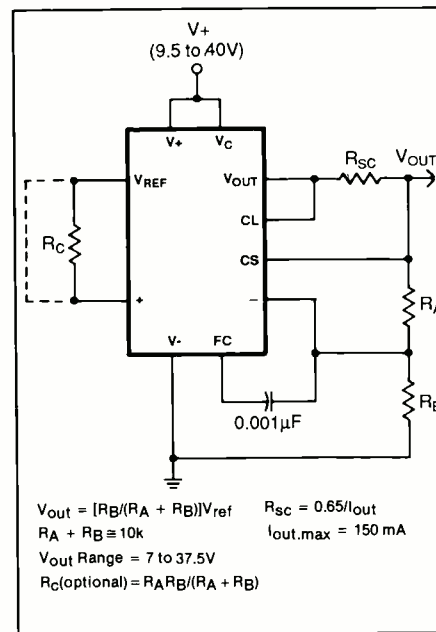 V+
(9.5 to 40V)
V+ VC
VREF VOUT RSC VOUT
CL
RC CS
+ − RA
V- FC RB
0.001µF
Vout = [RB/(RA + RB)]Vref RSC = 0.65/Iout
RA + RB ≅ 10k Iout.max = 150 mA
Vout Range = 7 to 37.5V
RC(optional) = RARB/(RA + RB)